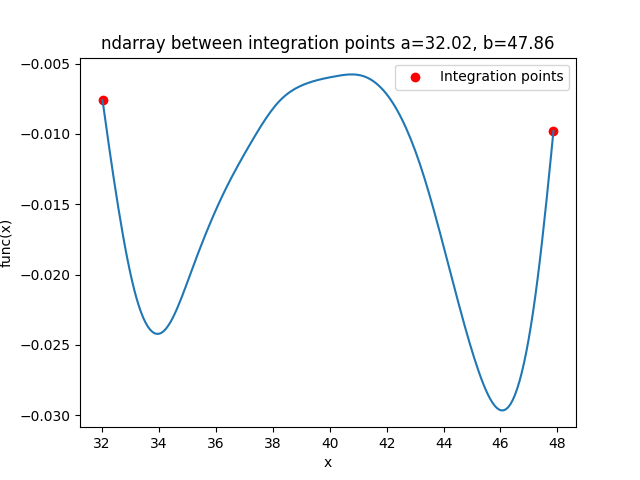 ndarray between integration points a=32.02, b=47.86
Integration points
−0.005
−0.010
−0.015
−0.020
−0.025
−0.030
func(x)
32 34 36 38 40 42 44 46 48
x